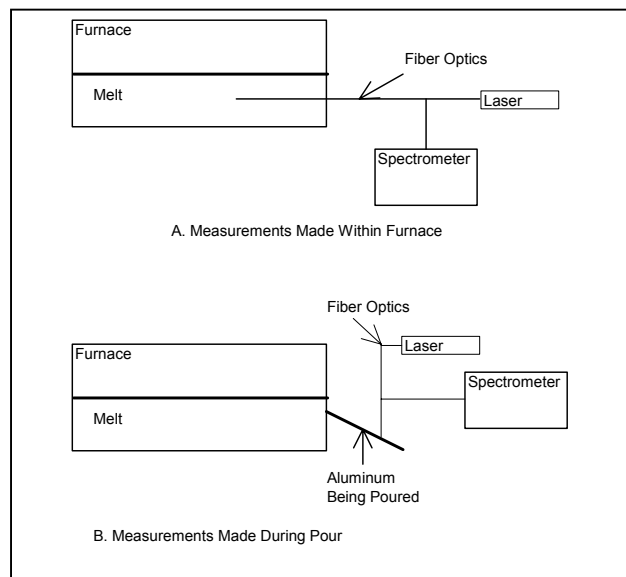 Furnace
Fiber Optics
Melt
Laser
Spectrometer
A. Measurements Made Within Furnace
Fiber Optics
Furnace
Laser
Spectrometer
Melt
Aluminum
Being Poured
B. Measurements Made During Pour